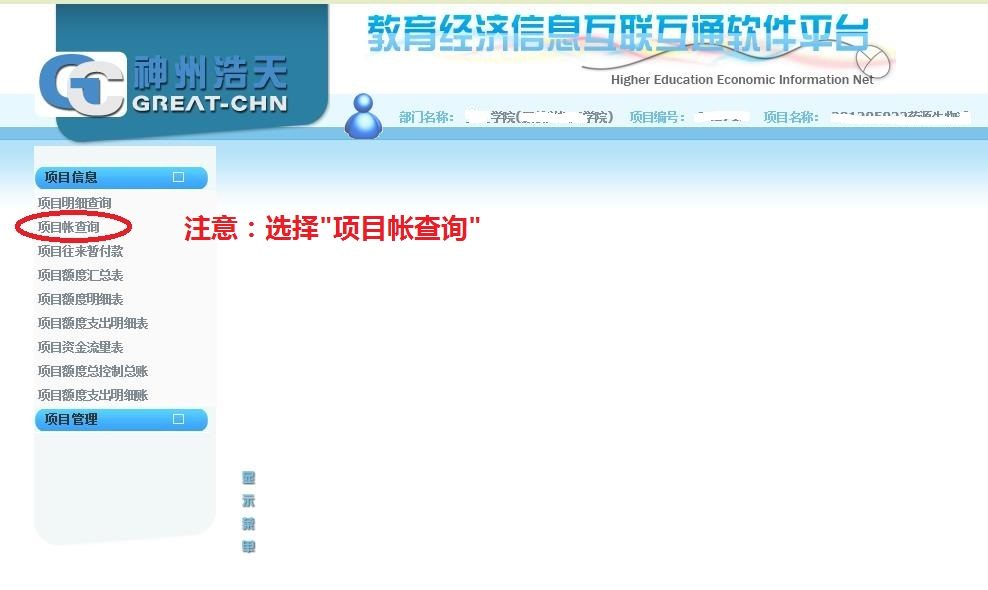 教育经济信息互联互通软件平台
神州浩天
GREAT-CHN
Higher Education Economic Information Net
部门名称： 学院( 学院) 项目编号： 项目名称：
项目信息
项目明细查询
项目帐查询
注意：选择"项目帐查询"
项目往来暂付款
项目额度汇总表
项目额度明细表
项目额度支出明细表
项目资金流量表
项目额度总控制总账
项目额度支出明细账
项目管理
显
示
菜
单